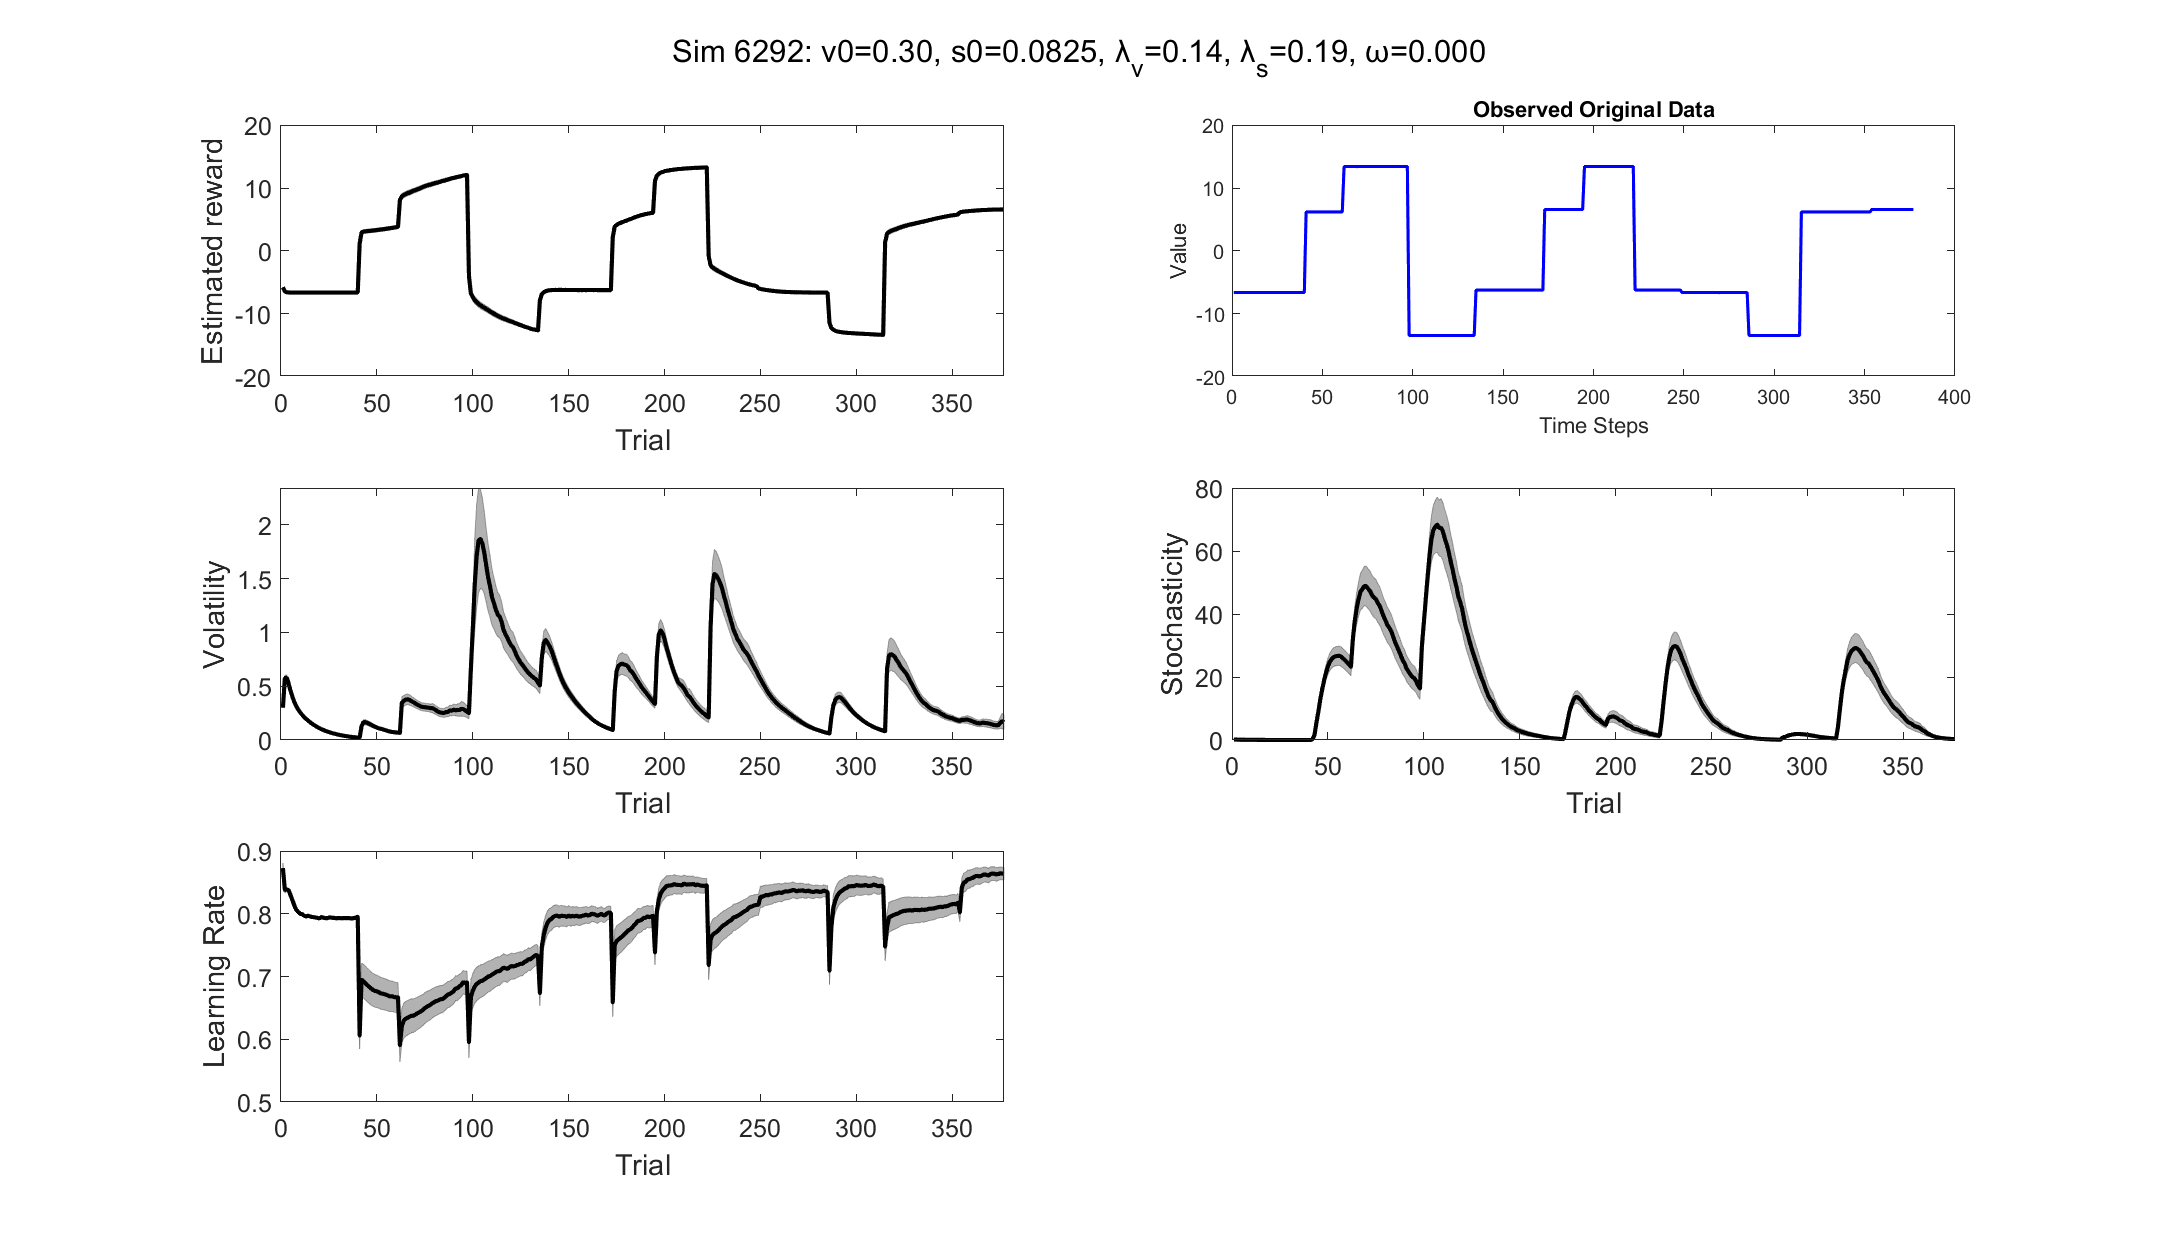 Sim 6292: v0=0.30, s0=0.0825, λv=0.14, λs=0.19, ω=0.000
Estimated reward
20
10
0
-10
-20
0 50 100 150 200 250 300 350
Trial
Observed Original Data
Value
20
10
0
-10
-20
0 50 100 150 200 250 300 350 400
Time Steps
Volatility
2
1.5
1
0.5
0
0 50 100 150 200 250 300 350
Trial
Stochasticity
80
60
40
20
0
0 50 100 150 200 250 300 350
Trial
Learning Rate
0.9
0.8
0.7
0.6
0.5
0 50 100 150 200 250 300 350
Trial